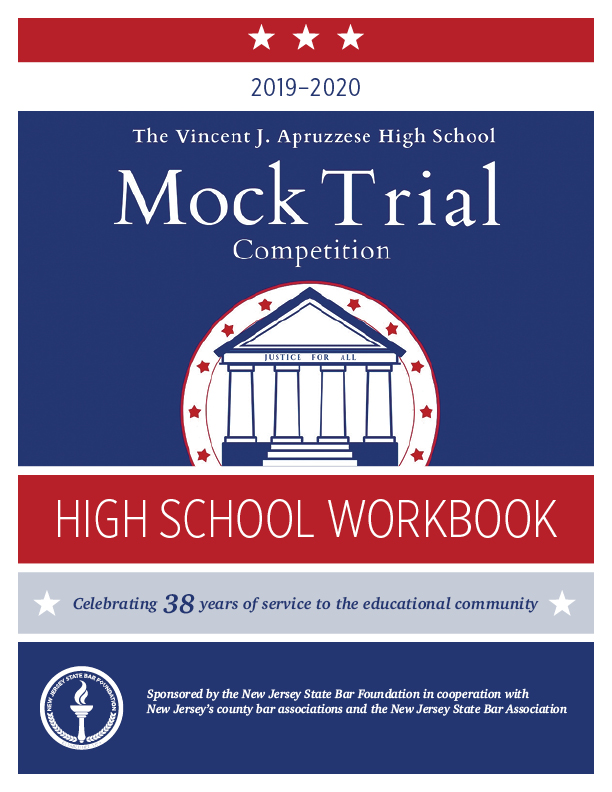 2019–2020
The Vincent J. Apruzzese High School
Mock Trial
Competition
JUSTICE FOR ALL
HIGH SCHOOL WORKBOOK
Celebrating 38 years of service to the educational community
NEW JERSEY STATE BAR FOUNDATION
Sponsored by the New Jersey State Bar Foundation in cooperation with
New Jersey's county bar associations and the New Jersey State Bar Association